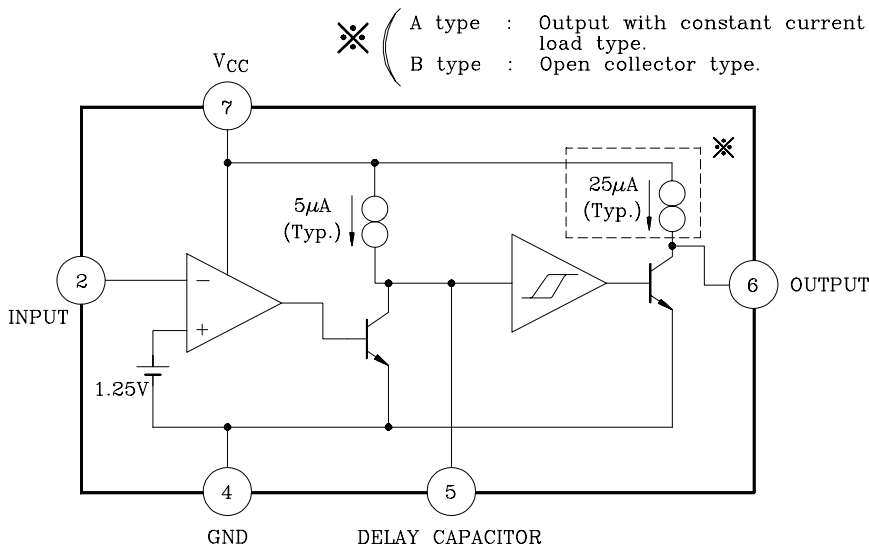 ※ A type : Output with constant current
load type.
B type : Open collector type.
VCC
7
※
5μA
(Typ.)
25μA
(Typ.)
2
INPUT
−
+
1.25V
6
OUTPUT
4
GND
5
DELAY CAPACITOR